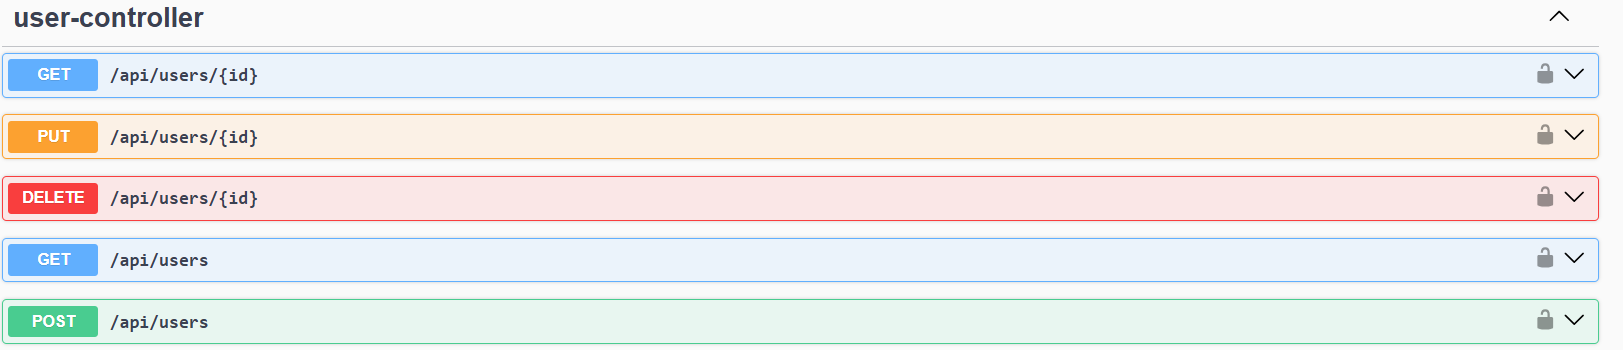 user-controller
GET /api/users/{id}
PUT /api/users/{id}
DELETE /api/users/{id}
GET /api/users
POST /api/users